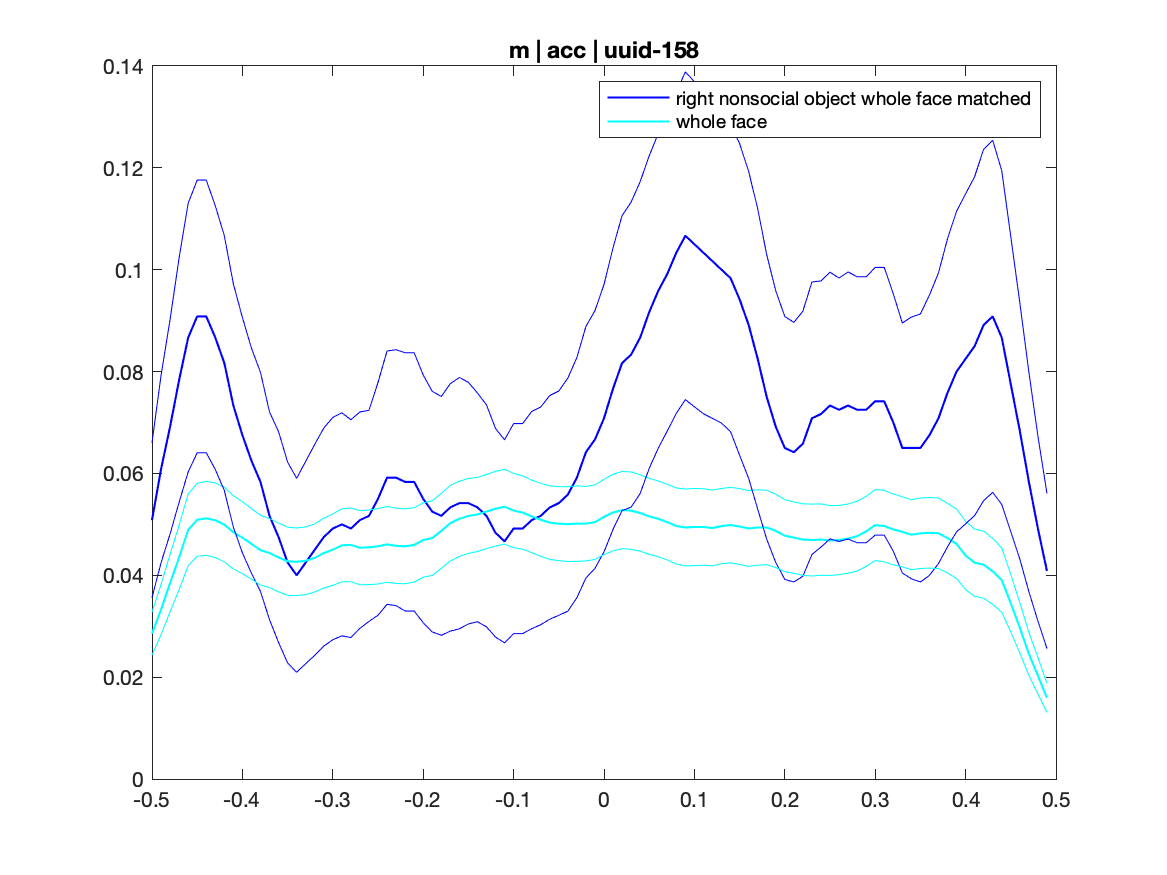 m | acc | uuid-158
0.14
0.12
0.1
0.08
0.06
0.04
0.02
0
right nonsocial object whole face matched
whole face
-0.5 -0.4 -0.3 -0.2 -0.1 0 0.1 0.2 0.3 0.4 0.5